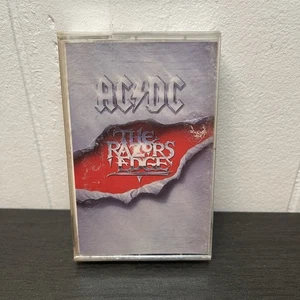 AC/DC
THE
RAZORS
EDGE